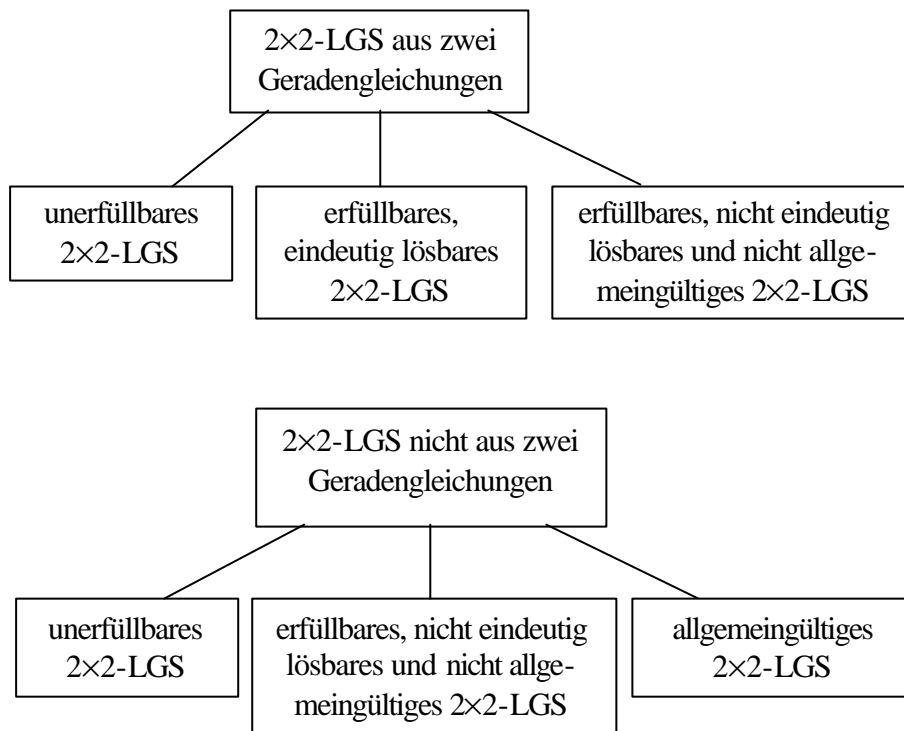 2×2-LGS aus zwei
Geradengleichungen
unerfüllbares
2×2-LGS
erfüllbares,
eindeutig lösbares
2×2-LGS
erfüllbares, nicht eindeutig
lösbares und nicht allge-
meingültiges 2×2-LGS
2×2-LGS nicht aus zwei
Geradengleichungen
unerfüllbares
2×2-LGS
erfüllbares, nicht eindeutig
lösbares und nicht allge-
meingültiges 2×2-LGS
allgemeingültiges
2×2-LGS